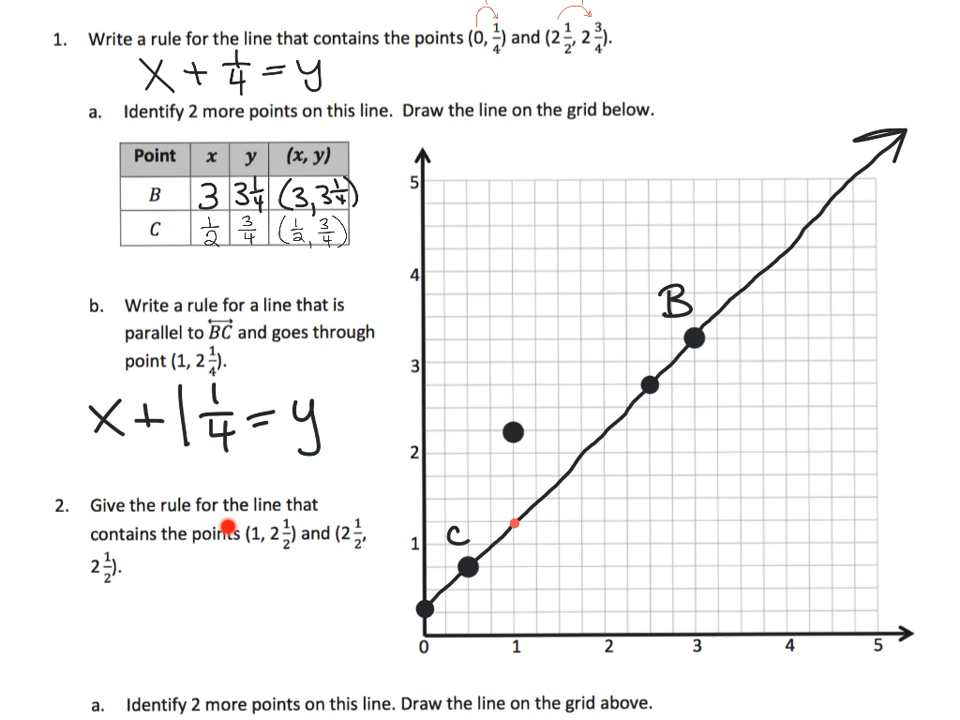 1. Write a rule for the line that contains the points (0, 1/4) and (2 1/2, 2 3/4).
x + 1/4 = y
a. Identify 2 more points on this line. Draw the line on the grid below.
Point x y (x, y)
B 3 3 1/4 (3, 3 1/4)
C 1/2 3/4 (1/2, 3/4)
b. Write a rule for a line that is
parallel to BC and goes through
point (1, 2 1/4).
x + 1 1/4 = y
2. Give the rule for the line that
contains the points (1, 2 1/2) and (2 1/2,
2 1/2).
5
4
3
2
1
0 1 2 3 4 5
B
C
a. Identify 2 more points on this line. Draw the line on the grid above.